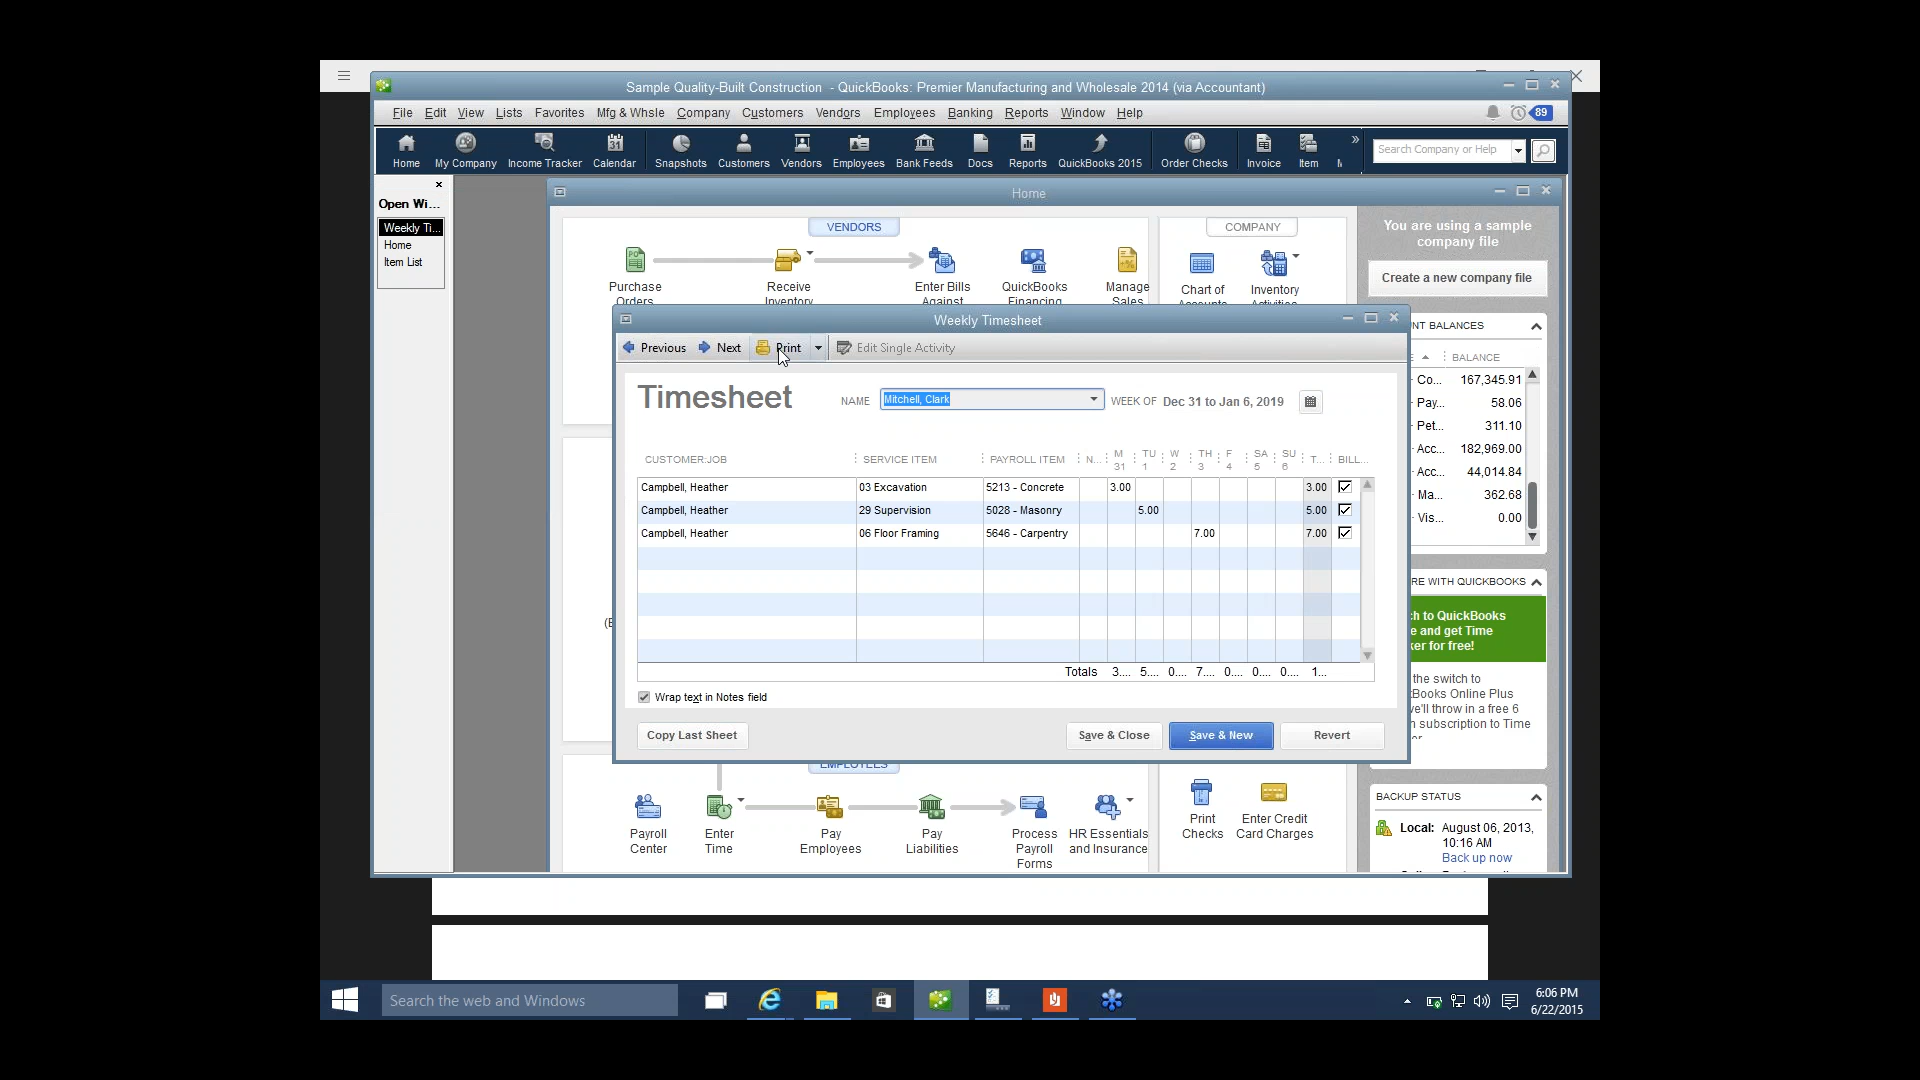 Sample Quality-Built Construction - QuickBooks: Premier Manufacturing and Wholesale 2014 (via Accountant)
File Edit View Lists Favorites Mfg & Whsle Company Customers Vendors Employees Banking Reports Window Help
89
31
Home My Company Income Tracker Calendar Snapshots Customers Vendors Employees Bank Feeds Docs Reports QuickBooks 2015 Order Checks Invoice Item
Search Company or Help
Open Wi...
Weekly Ti...
Home
Item List
Home
VENDORS
COMPANY
Purchase
Orders
Receive
Inventory
Enter Bills
Against
QuickBooks
Financing
Manage
Sales
Chart of
Accounts
Inventory
Activities
You are using a sample
company file
Create a new company file
NT BALANCES
E BALANCE
Co... 167,345.91
Pay... 58.06
Pet... 311.10
Acc... 182,969.00
Acc... 44,014.84
Ma... 362.68
Vis... 0.00
RE WITH QUICKBOOKS
ch to QuickBooks
e and get Time
ker for free!
the switch to
kBooks Online Plus
we'll throw in a free 6
h subscription to Time
Weekly Timesheet
Previous Next Print Edit Single Activity
Timesheet
NAME Mitchell, Clark WEEK OF Dec 31 to Jan 6, 2019
CUSTOMER:JOB SERVICE ITEM PAYROLL ITEM N... M 31 TU 1 W 2 TH 3 F 4 SA 5 SU 6 T... BILL...
Campbell, Heather 03 Excavation 5213 - Concrete 3.00 3.00
Campbell, Heather 29 Supervision 5028 - Masonry 5.00 5.00
Campbell, Heather 06 Floor Framing 5646 - Carpentry 7.00 7.00
Totals 3.... 5.... 0.... 7.... 0.... 0.... 0.... 1...
Wrap text in Notes field
Copy Last Sheet Save & Close Save & New Revert
EMPLOYEES
Payroll
Center
Enter
Time
Pay
Employees
Pay
Liabilities
Process
Payroll
Forms
HR Essentials
and Insurance
Print
Checks
Enter Credit
Card Charges
BACKUP STATUS
Local: August 06, 2013,
10:16 AM
Back up now
Search the web and Windows
6:06 PM
6/22/2015